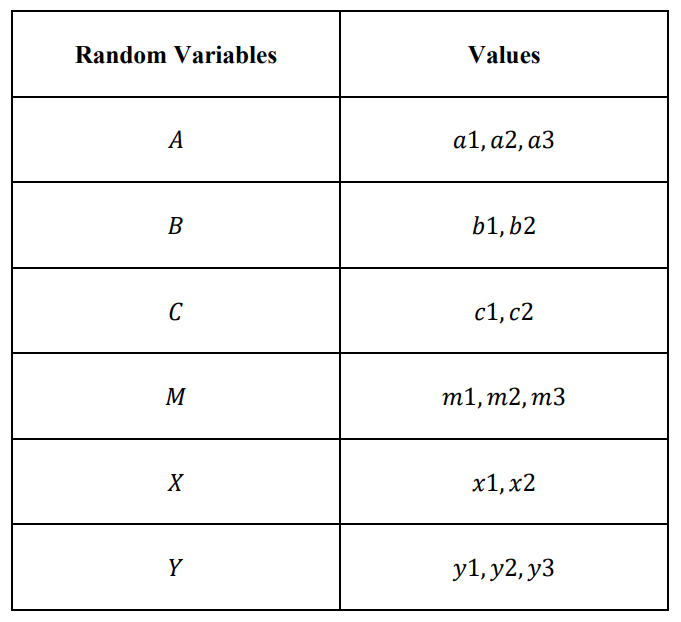 Random Variables Values
𝐴 𝑎1, 𝑎2, 𝑎3
𝐵 𝑏1, 𝑏2
𝐶 𝑐1, 𝑐2
𝑀 𝑚1, 𝑚2, 𝑚3
𝑋 𝑥1, 𝑥2
𝑌 𝑦1, 𝑦2, 𝑦3